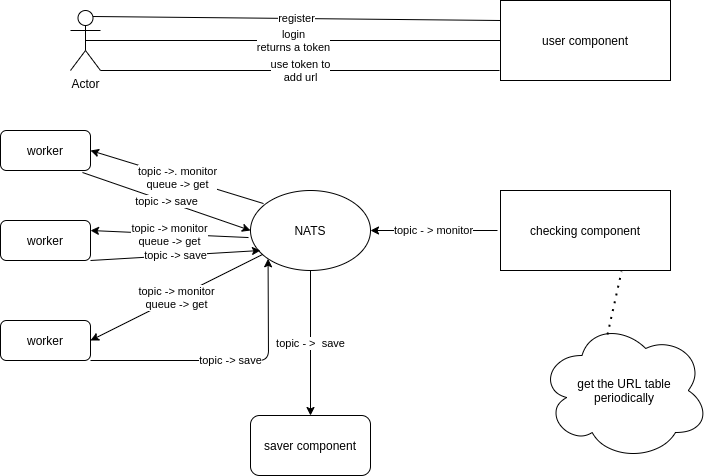 register
login
returns a token
use token to
add url
user component
Actor
worker
topic ->. monitor
queue -> get
topic -> save
worker
topic -> monitor
queue -> get
topic -> save
NATS
topic - > monitor
checking component
worker
topic -> monitor
queue -> get
topic -> save
topic - > save
get the URL table
periodically
saver component